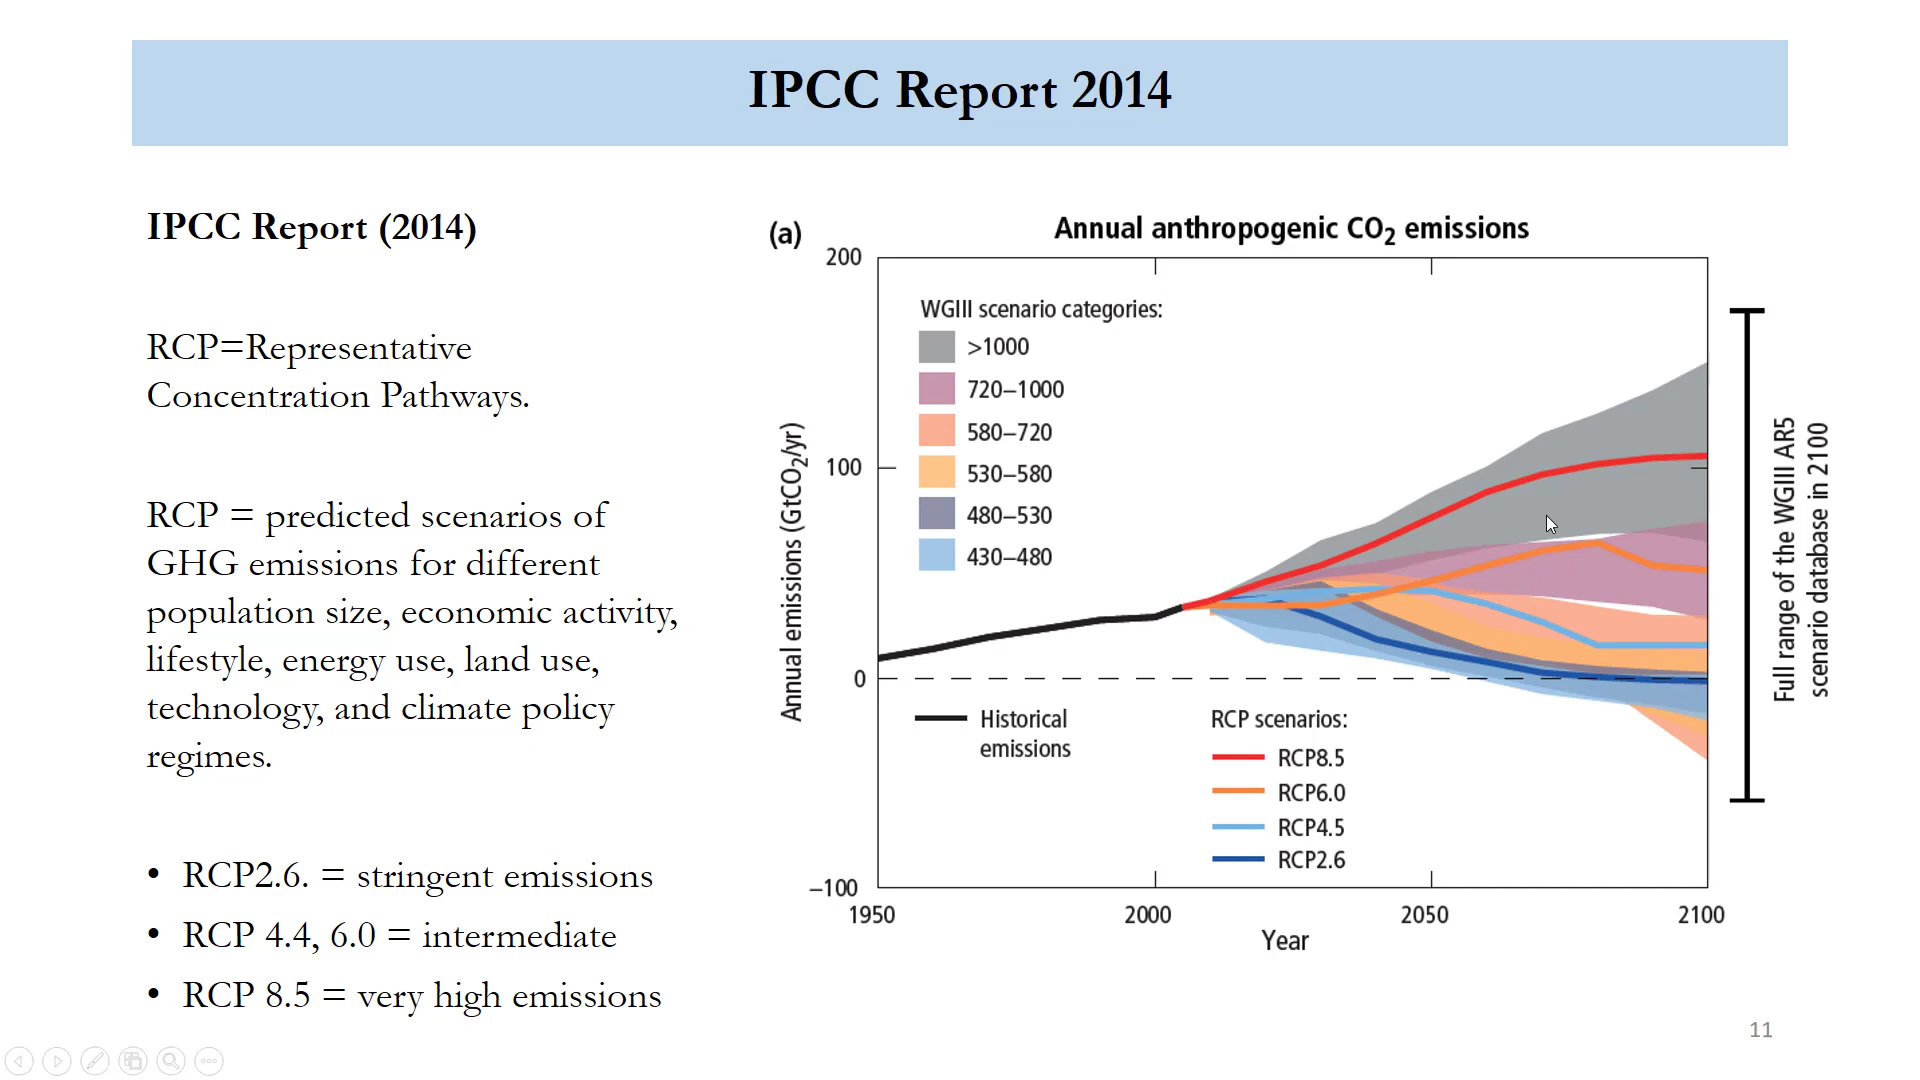 IPCC Report 2014
IPCC Report (2014)
RCP=Representative
Concentration Pathways.
RCP = predicted scenarios of
GHG emissions for different
population size, economic activity,
lifestyle, energy use, land use,
technology, and climate policy
regimes.
• RCP2.6. = stringent emissions
• RCP 4.4, 6.0 = intermediate
• RCP 8.5 = very high emissions
(a)
Annual anthropogenic CO₂ emissions
200
100
0
−100
Annual emissions (GtCO₂/yr)
WGIII scenario categories:
>1000
720–1000
580–720
530–580
480–530
430–480
Historical
emissions
RCP scenarios:
RCP8.5
RCP6.0
RCP4.5
RCP2.6
1950
2000
2050
2100
Year
Full range of the WGIII AR5
scenario database in 2100
11